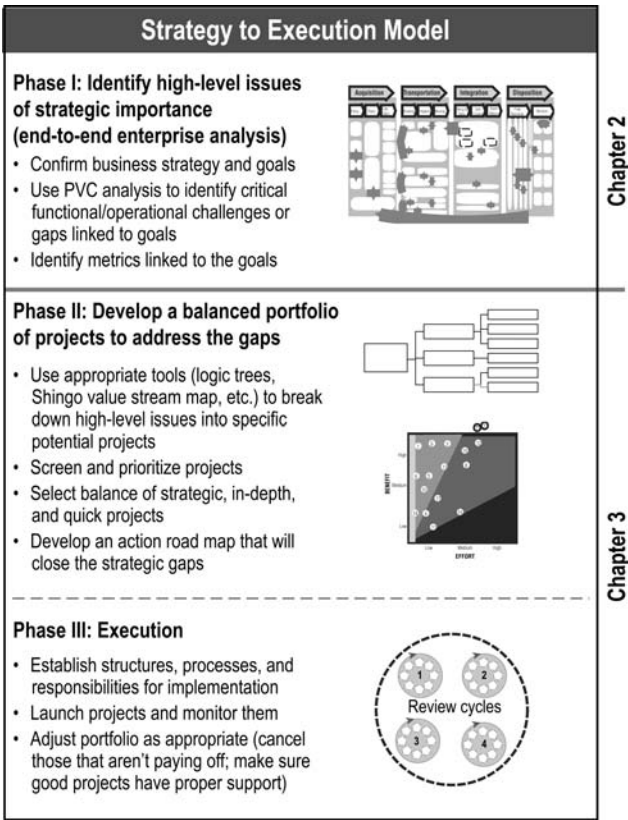 Strategy to Execution Model
Phase I: Identify high-level issues
of strategic importance
(end-to-end enterprise analysis)
• Confirm business strategy and goals
• Use PVC analysis to identify critical
functional/operational challenges or
gaps linked to goals
• Identify metrics linked to the goals
Acquisition
Transportation
Integration
Disposition
Chapter 2
Phase II: Develop a balanced portfolio
of projects to address the gaps
• Use appropriate tools (logic trees,
Shingo value stream map, etc.) to break
down high-level issues into specific
potential projects
• Screen and prioritize projects
• Select balance of strategic, in-depth,
and quick projects
• Develop an action road map that will
close the strategic gaps
BENEFIT
High
Medium
Low
Low Medium High
EFFORT
Chapter 3
Phase III: Execution
• Establish structures, processes, and
responsibilities for implementation
• Launch projects and monitor them
• Adjust portfolio as appropriate (cancel
those that aren't paying off; make sure
good projects have proper support)
1 2
Review cycles
3 4